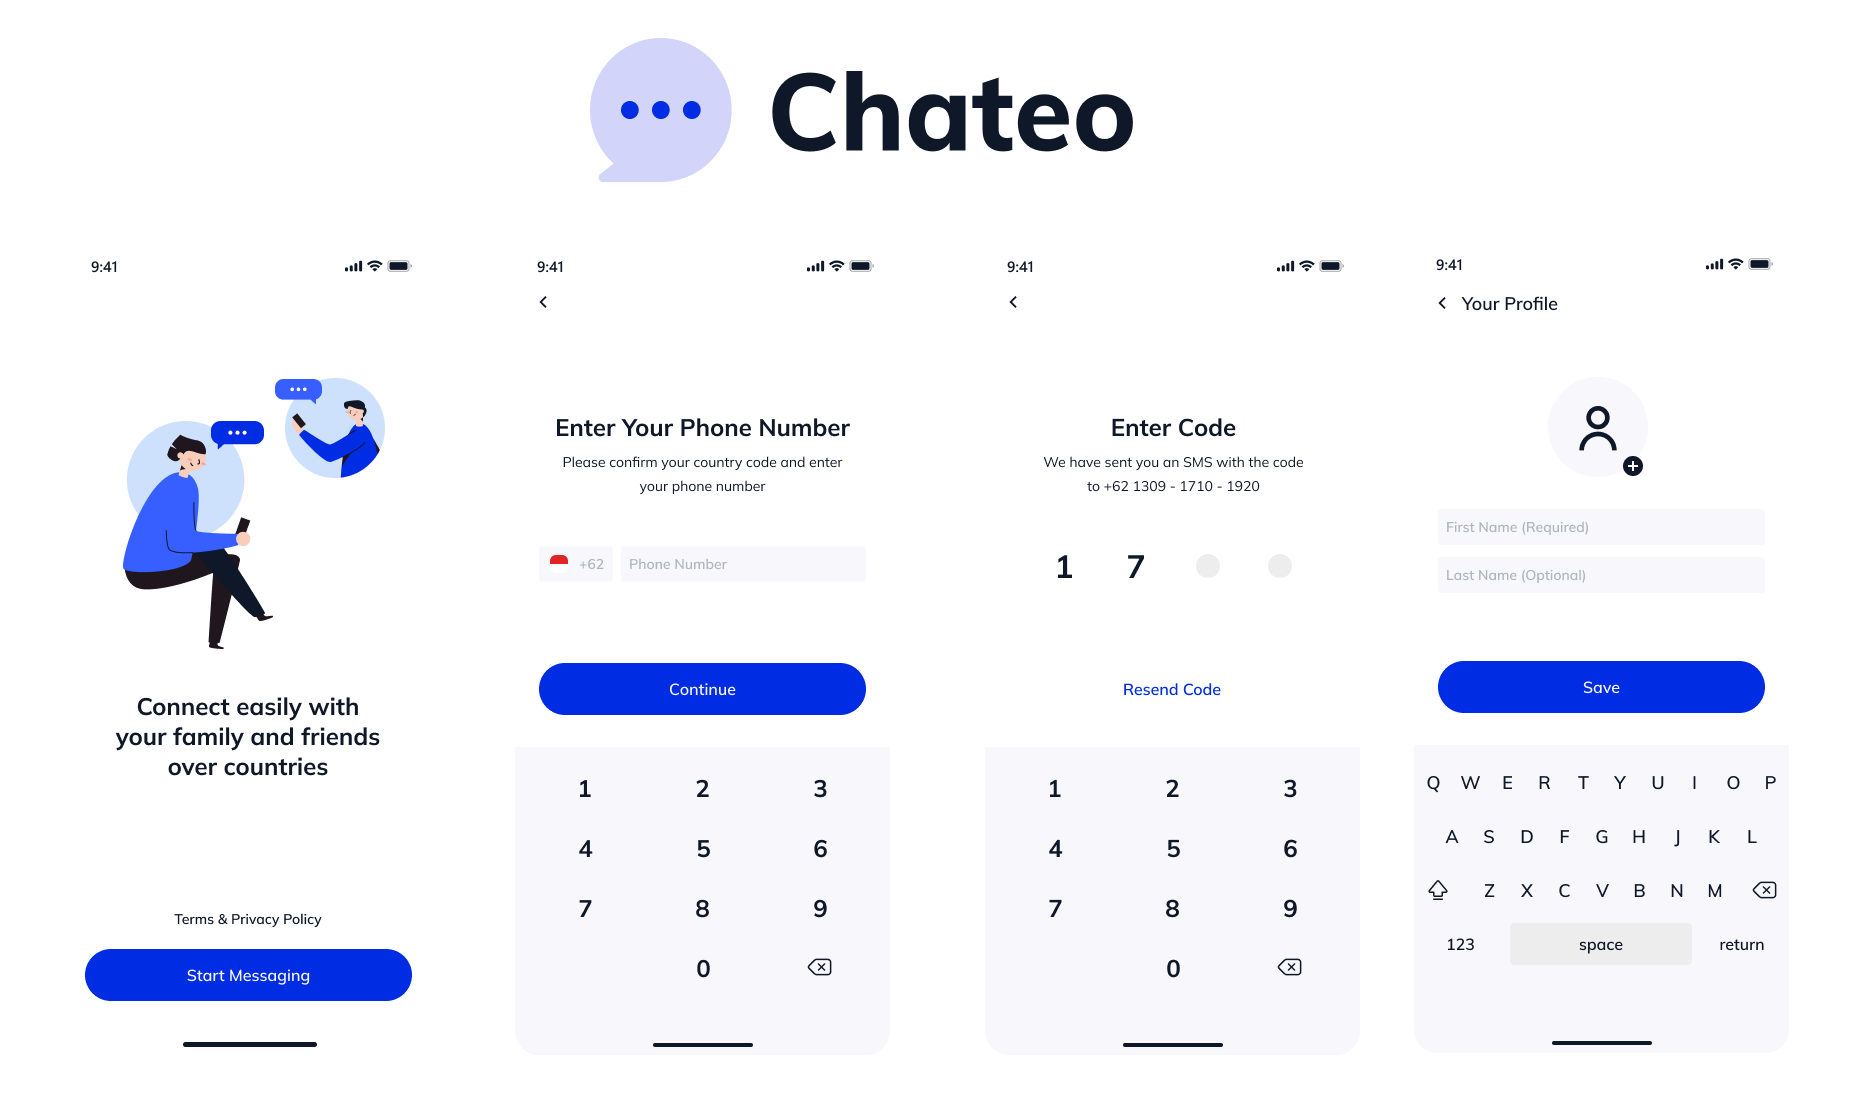 Chateo
9:41
Connect easily with
your family and friends
over countries
Terms & Privacy Policy
Start Messaging
9:41
Enter Your Phone Number
Please confirm your country code and enter
your phone number
+62 Phone Number
Continue
1 2 3
4 5 6
7 8 9
0
9:41
Enter Code
We have sent you an SMS with the code
to +62 1309 - 1710 - 1920
1 7
Resend Code
1 2 3
4 5 6
7 8 9
0
9:41
Your Profile
First Name (Required)
Last Name (Optional)
Save
Q W E R T Y U I O P
A S D F G H J K L
Z X C V B N M
123 space return